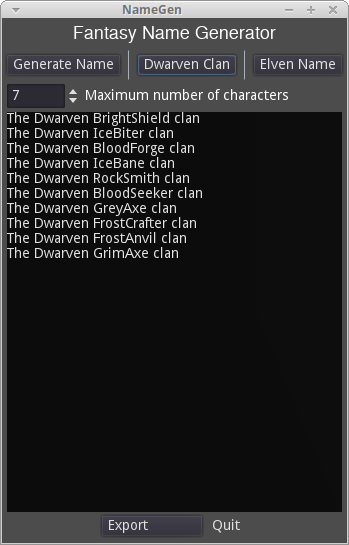 NameGen
Fantasy Name Generator
Generate Name Dwarven Clan Elven Name
7 Maximum number of characters
The Dwarven BrightShield clan
The Dwarven IceBiter clan
The Dwarven BloodForge clan
The Dwarven IceBane clan
The Dwarven RockSmith clan
The Dwarven BloodSeeker clan
The Dwarven GreyAxe clan
The Dwarven FrostCrafter clan
The Dwarven FrostAnvil clan
The Dwarven GrimAxe clan
Export Quit